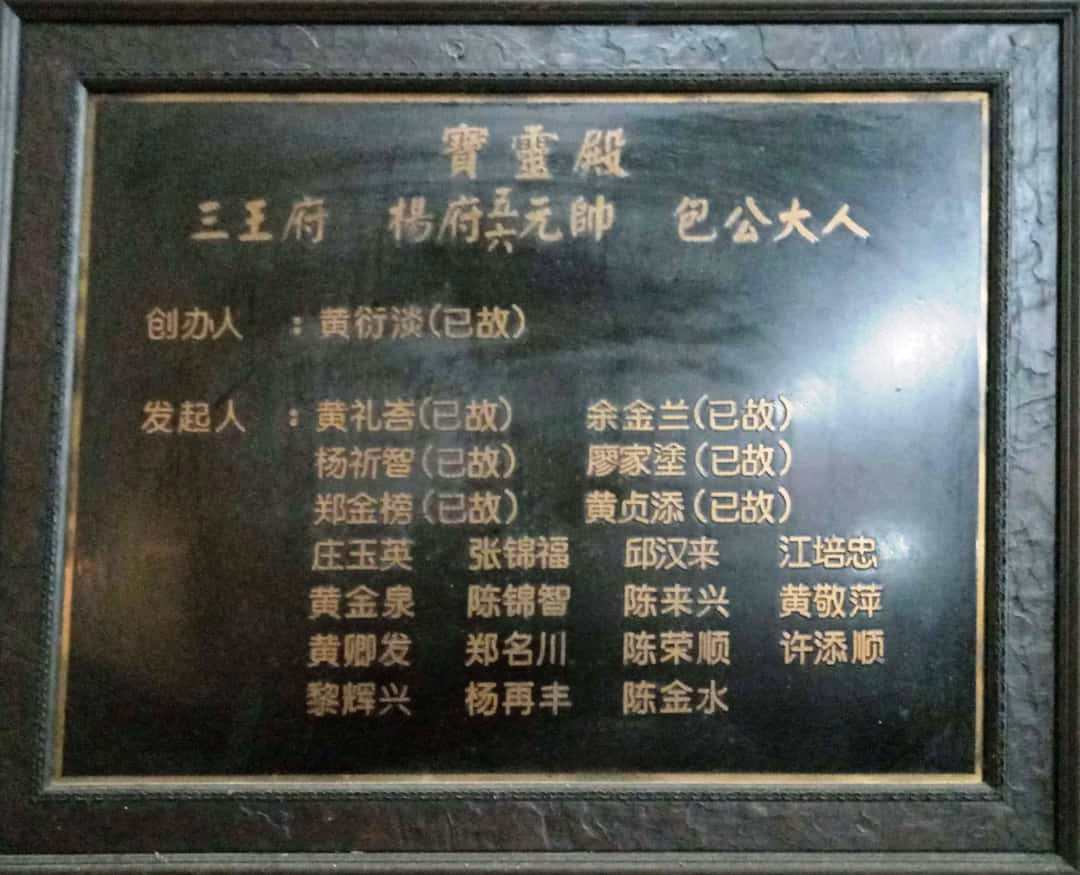 寶靈殿
三王府 楊府五六元帥 包公大人
创办人 : 黄衍淡(已故)
发起人 : 黄礼峇(已故) 余金兰(已故)
杨祈智(已故) 廖家塗(已故)
郑金榜(已故) 黄贞添(已故)
庄玉英 张锦福 邱汉来 江培忠
黄金泉 陈锦智 陈来兴 黄敬萍
黄卿发 郑名川 陈荣顺 许添顺
黎辉兴 杨再丰 陈金水